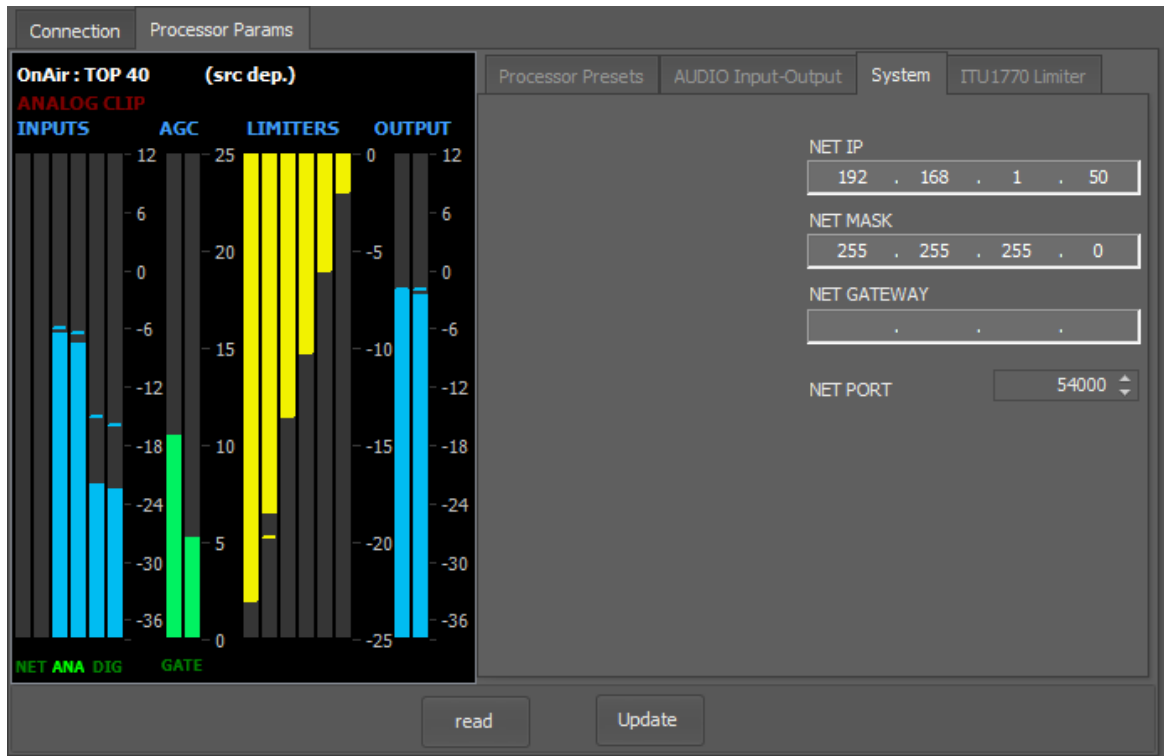 Connection Processor Params
OnAir : TOP 40 (src dep.)
ANALOG CLIP
INPUTS AGC LIMITERS OUTPUT
12 25 0 12
6 6
20 -5
0 0
-6 -6
15 -10
-12 -12
-18 10 -15 -18
-24 -24
5 -20
-30 -30
-36 -36
0 -25
NET ANA DIG GATE
Processor Presets AUDIO Input-Output System ITU1770 Limiter
NET IP
192 . 168 . 1 . 50
NET MASK
255 . 255 . 255 . 0
NET GATEWAY
. . .
NET PORT 54000
read Update